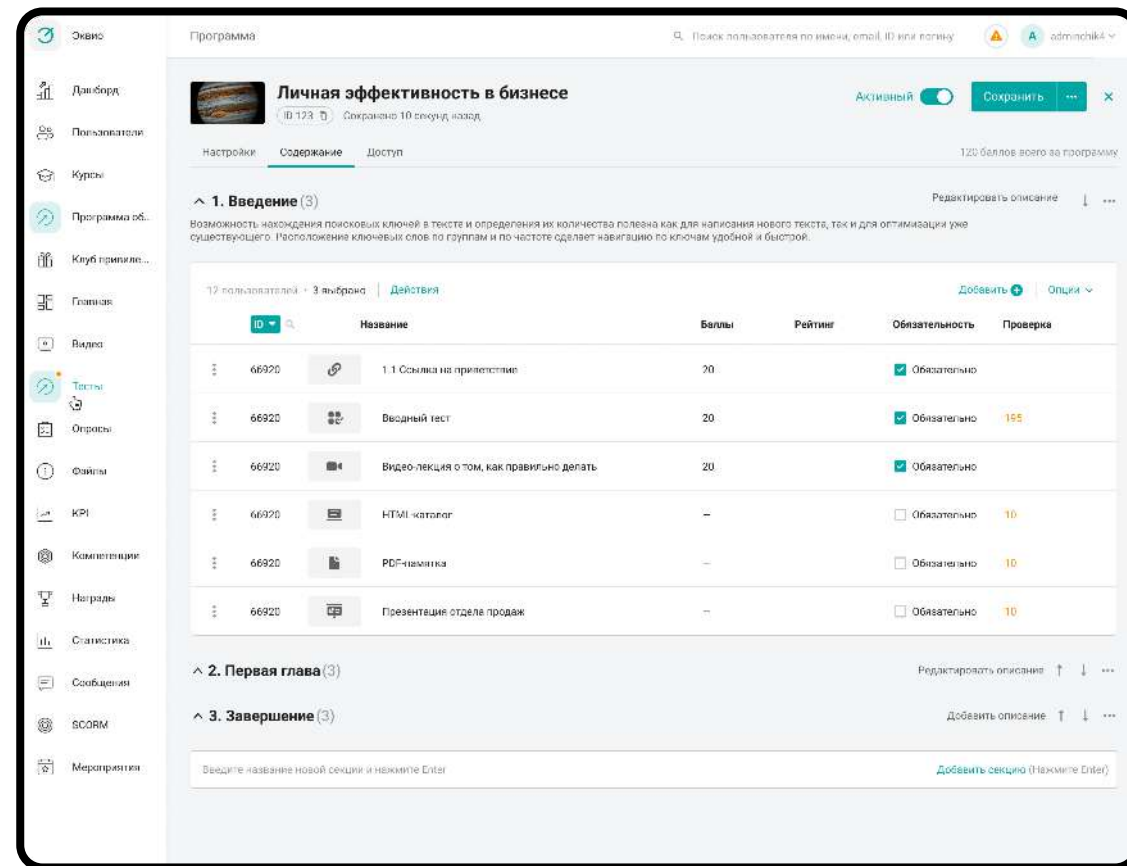 Эквио
Программа
Поиск пользователя по имени, email, ID или логину
A adminchik4
Дашборд
Пользователи
Курсы
Программа об...
Клуб привиле...
Главная
Видео
Тесты
Опросы
Файлы
KPI
Компетенции
Награды
Статистика
Сообщения
SCORM
Мероприятия
Личная эффективность в бизнесе
ID 123 Сохранено 10 секунд назад
Активный Сохранить ...
Настройки Содержание Доступ
120 баллов всего за программу
1. Введение (3)
Редактировать описание ...
Возможность нахождения поисковых ключей в тексте и определения их количества полезна как для написания нового текста, так и для оптимизации уже
существующего. Расположение ключевых слов по группам и по частоте сделает навигацию по ключам удобной и быстрой.
12 пользователей · 3 выбрано Действия
Добавить Опции
ID Название Баллы Рейтинг Обязательность Проверка
66920 1.1 Ссылка на приветствие 20 Обязательно
66920 Вводный тест 20 Обязательно 195
66920 Видео-лекция о том, как правильно делать 20 Обязательно
66920 HTML-каталог – Обязательно 10
66920 PDF-памятка – Обязательно 10
66920 Презентация отдела продаж – Обязательно 10
2. Первая глава (3)
Редактировать описание ↑ ↓ ...
3. Завершение (3)
Добавить описание ↑ ↓ ...
Введите название новой секции и нажмите Enter
Добавить секцию (Нажмите Enter)